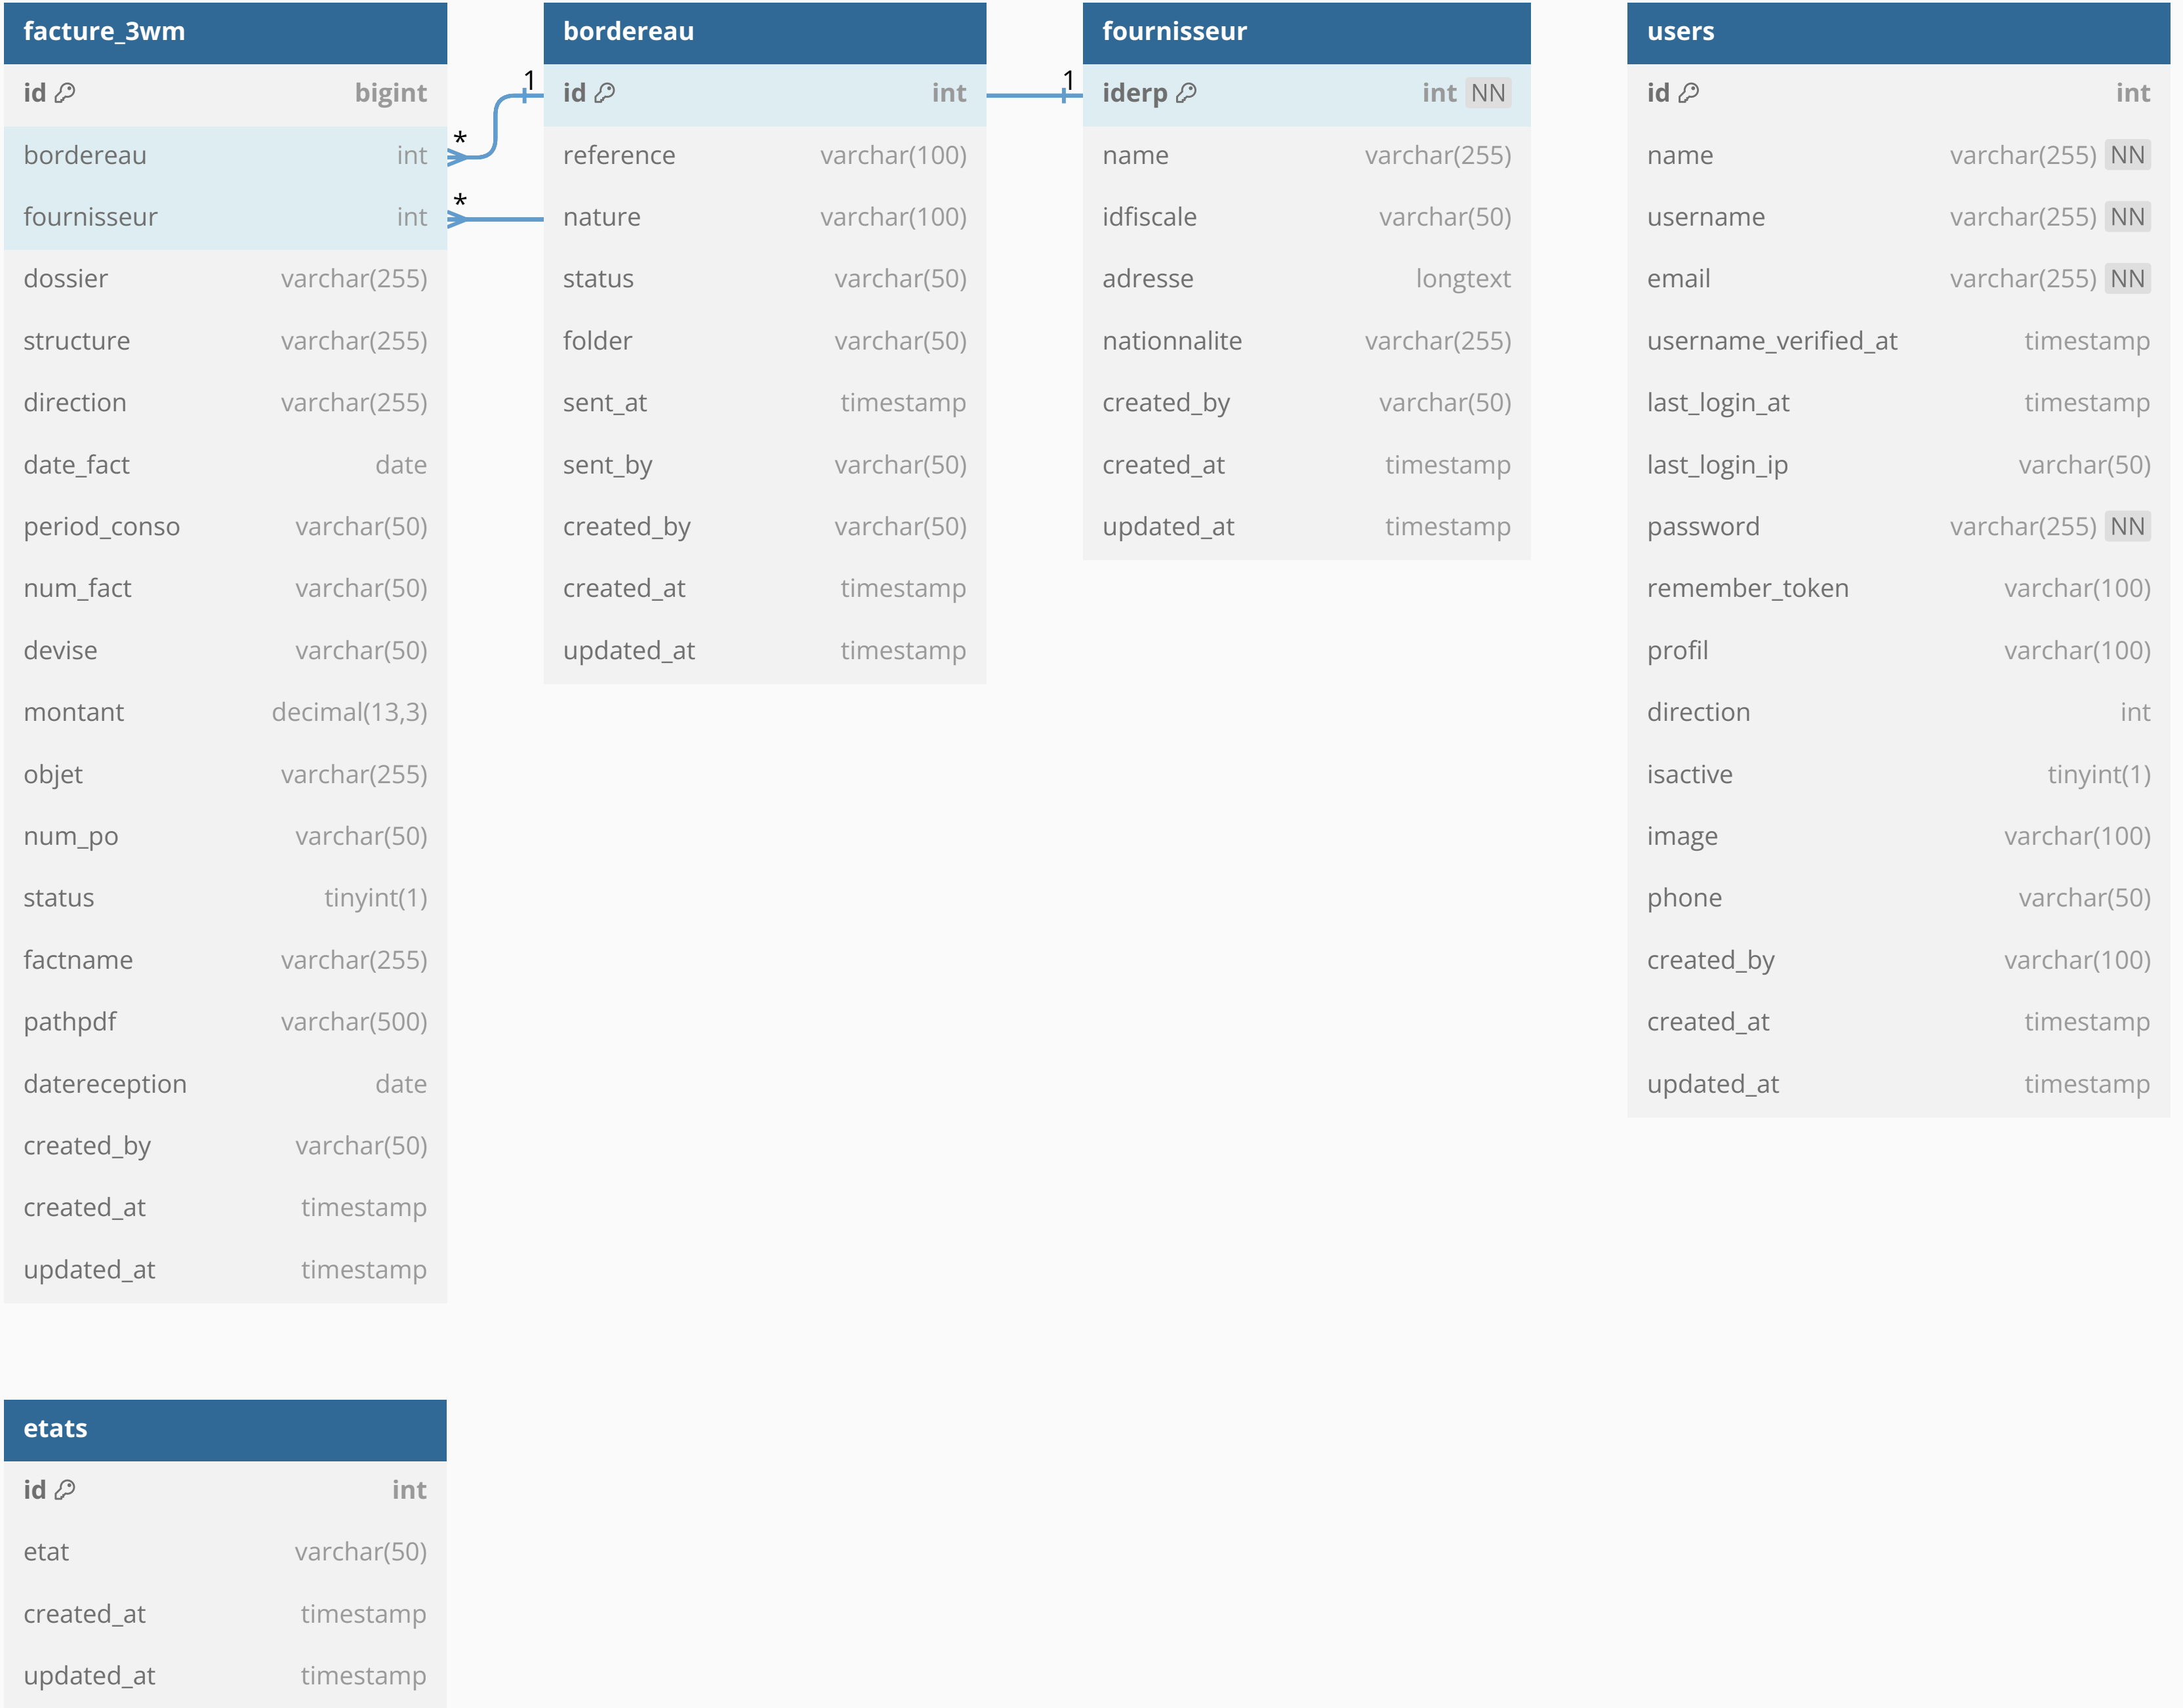 facture_3wm
id bigint
bordereau int
fournisseur int
dossier varchar(255)
structure varchar(255)
direction varchar(255)
date_fact date
period_conso varchar(50)
num_fact varchar(50)
devise varchar(50)
montant decimal(13,3)
objet varchar(255)
num_po varchar(50)
status tinyint(1)
factname varchar(255)
pathpdf varchar(500)
datereception date
created_by varchar(50)
created_at timestamp
updated_at timestamp
*
*
1
bordereau
id int
reference varchar(100)
nature varchar(100)
status varchar(50)
folder varchar(50)
sent_at timestamp
sent_by varchar(50)
created_by varchar(50)
created_at timestamp
updated_at timestamp
1
fournisseur
iderp int NN
name varchar(255)
idfiscale varchar(50)
adresse longtext
nationnalite varchar(255)
created_by varchar(50)
created_at timestamp
updated_at timestamp
users
id int
name varchar(255) NN
username varchar(255) NN
email varchar(255) NN
username_verified_at timestamp
last_login_at timestamp
last_login_ip varchar(50)
password varchar(255) NN
remember_token varchar(100)
profil varchar(100)
direction int
isactive tinyint(1)
image varchar(100)
phone varchar(50)
created_by varchar(100)
created_at timestamp
updated_at timestamp
etats
id int
etat varchar(50)
created_at timestamp
updated_at timestamp